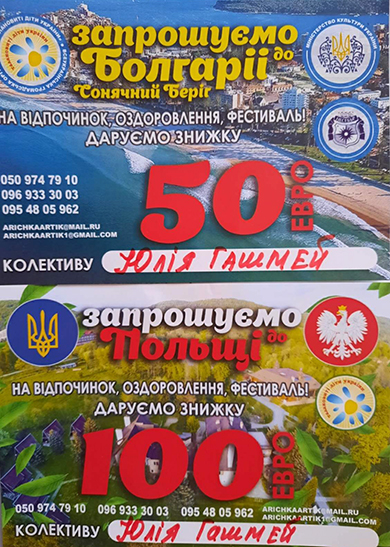 запрошуємо
до
Болгарії
Сонячний Беріг
НА ВІДПОЧИНОК, ОЗДОРОВЛЕННЯ, ФЕСТИВАЛЬ!
ДАРУЄМО ЗНИЖКУ
050 974 79 10
096 933 30 03
095 48 05 962
50 ЕВРО
ARICHKAARTIK@MAIL.RU
ARICHKAARTIK1@GMAIL.COM
КОЛЕКТИВУ Юлія Гашмей
запрошуємо
до
Польщі
НА ВІДПОЧИНОК, ОЗДОРОВЛЕННЯ, ФЕСТИВАЛЬ!
ДАРУЄМО ЗНИЖКУ
100 ЕВРО
050 974 79 10 096 933 30 03 095 48 05 962
ARICHKAARTIK@MAIL.RU
ARICHKAARTIK1@GMAIL.COM
КОЛЕКТИВУ Юлія Гашмей